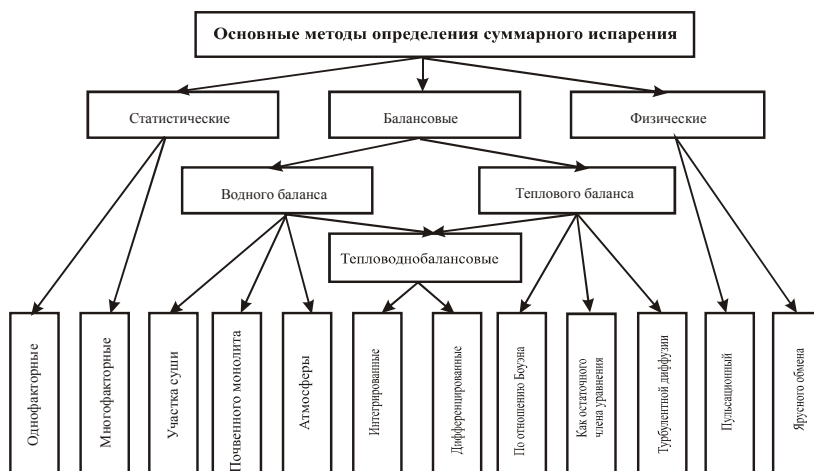 Основные методы определения суммарного испарения
Статистические
Балансовые
Физические
Водного баланса
Теплового баланса
Тепловоднобалансовые
Однофакторные
Многофакторные
Участка суши
Почвенного монолита
Атмосферы
Интегрированные
Дифференцированные
По отношению Боуэна
Как остаточного
члена уравнения
Турбулентной диффузии
Пульсационный
Ярусного обмена